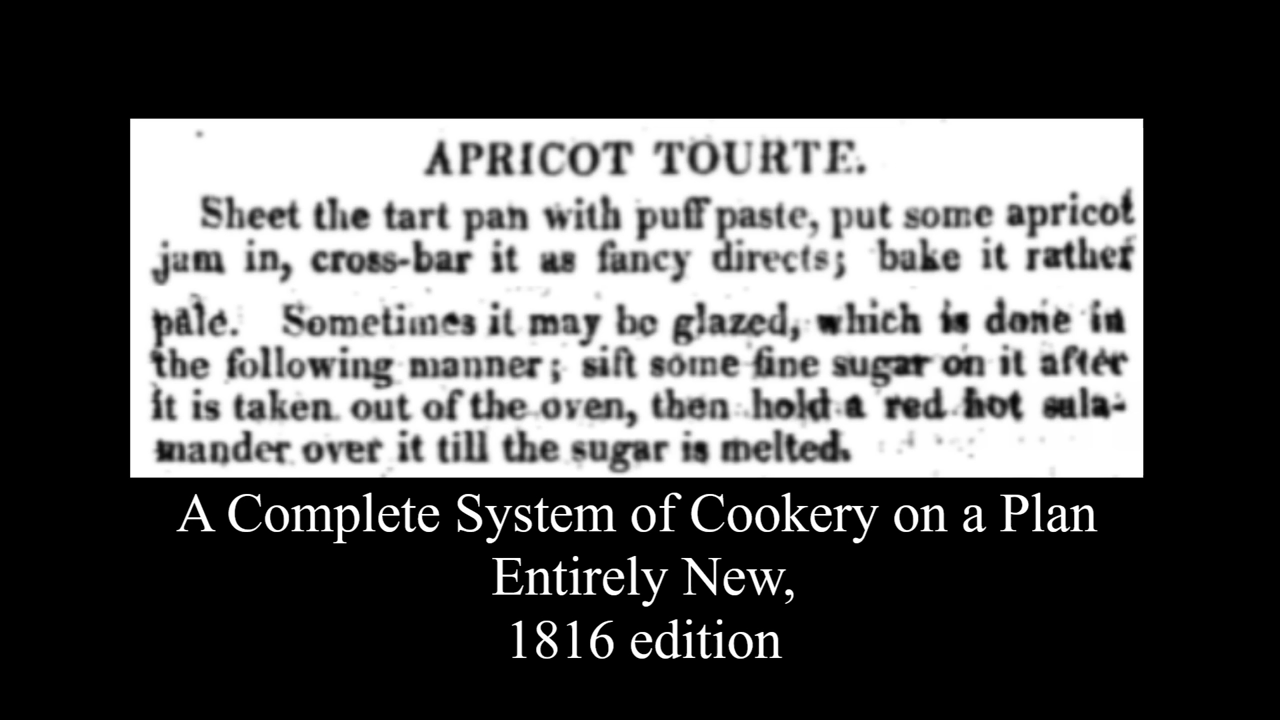 APRICOT TOURTE.
Sheet the tart pan with puff paste, put some apricot
jam in, cross-bar it as fancy directs; bake it rather
pale. Sometimes it may be glazed, which is done in
the following manner; sift some fine sugar on it after
it is taken out of the oven, then hold a red hot sala-
mander over it till the sugar is melted.
A Complete System of Cookery on a Plan
Entirely New,
1816 edition